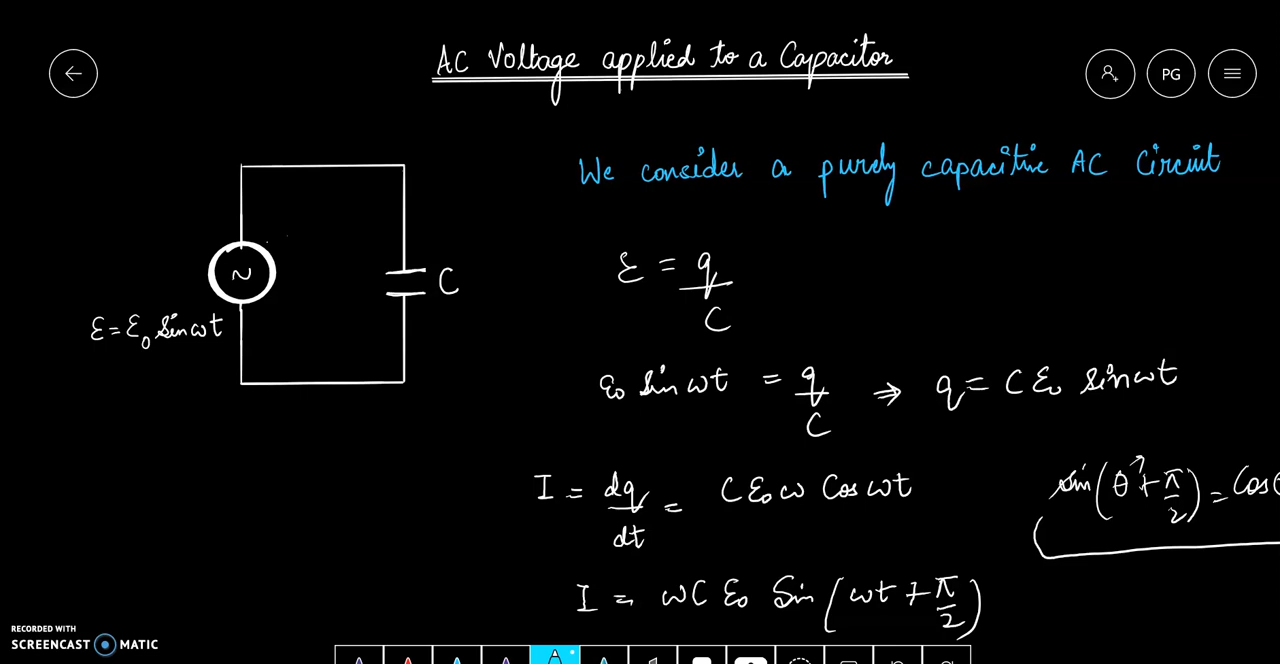 AC Voltage applied to a Capacitor
PG
We consider a purely capacitive AC Circuit
~
C
ε = ε₀ sin ωt
ε = q/C
ε₀ sin ωt = q/C ⇒ q = C ε₀ sin ωt
I = dq/dt = C ε₀ ω Cos ωt
sin(θ + π/2) = Cos
I = ωC ε₀ Sin(ωt + π/2)
RECORDED WITH
SCREENCAST MATIC